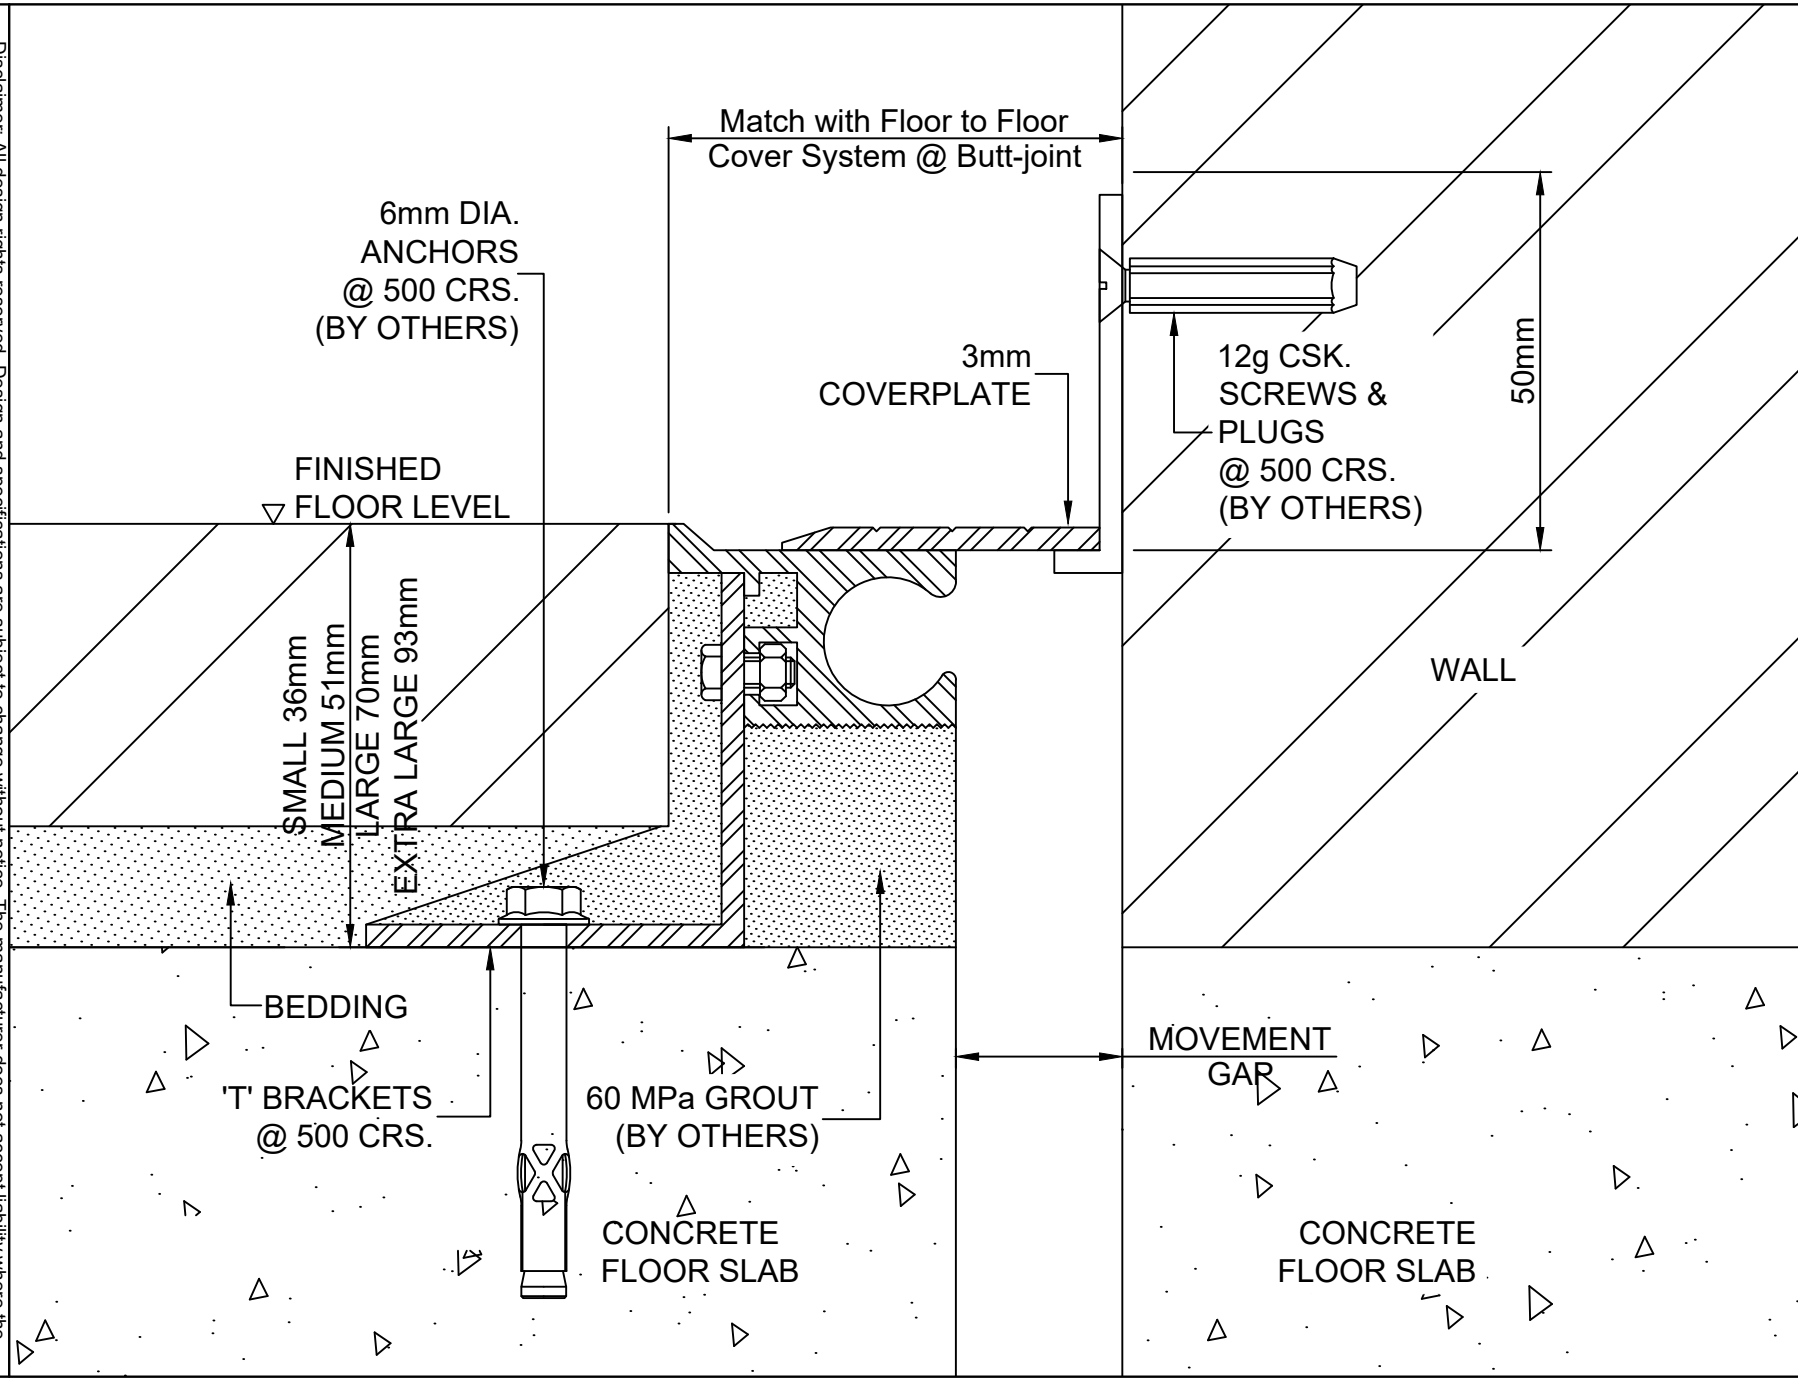 Match with Floor to Floor
Cover System @ Butt-joint
6mm DIA.
ANCHORS
@ 500 CRS.
(BY OTHERS)
3mm
COVERPLATE
12g CSK.
SCREWS &
PLUGS
@ 500 CRS.
(BY OTHERS)
50mm
FINISHED
FLOOR LEVEL
SMALL 36mm
MEDIUM 51mm
LARGE 70mm
EXTRA LARGE 93mm
WALL
BEDDING
'T' BRACKETS
@ 500 CRS.
60 MPa GROUT
(BY OTHERS)
MOVEMENT
GAP
CONCRETE
FLOOR SLAB
CONCRETE
FLOOR SLAB